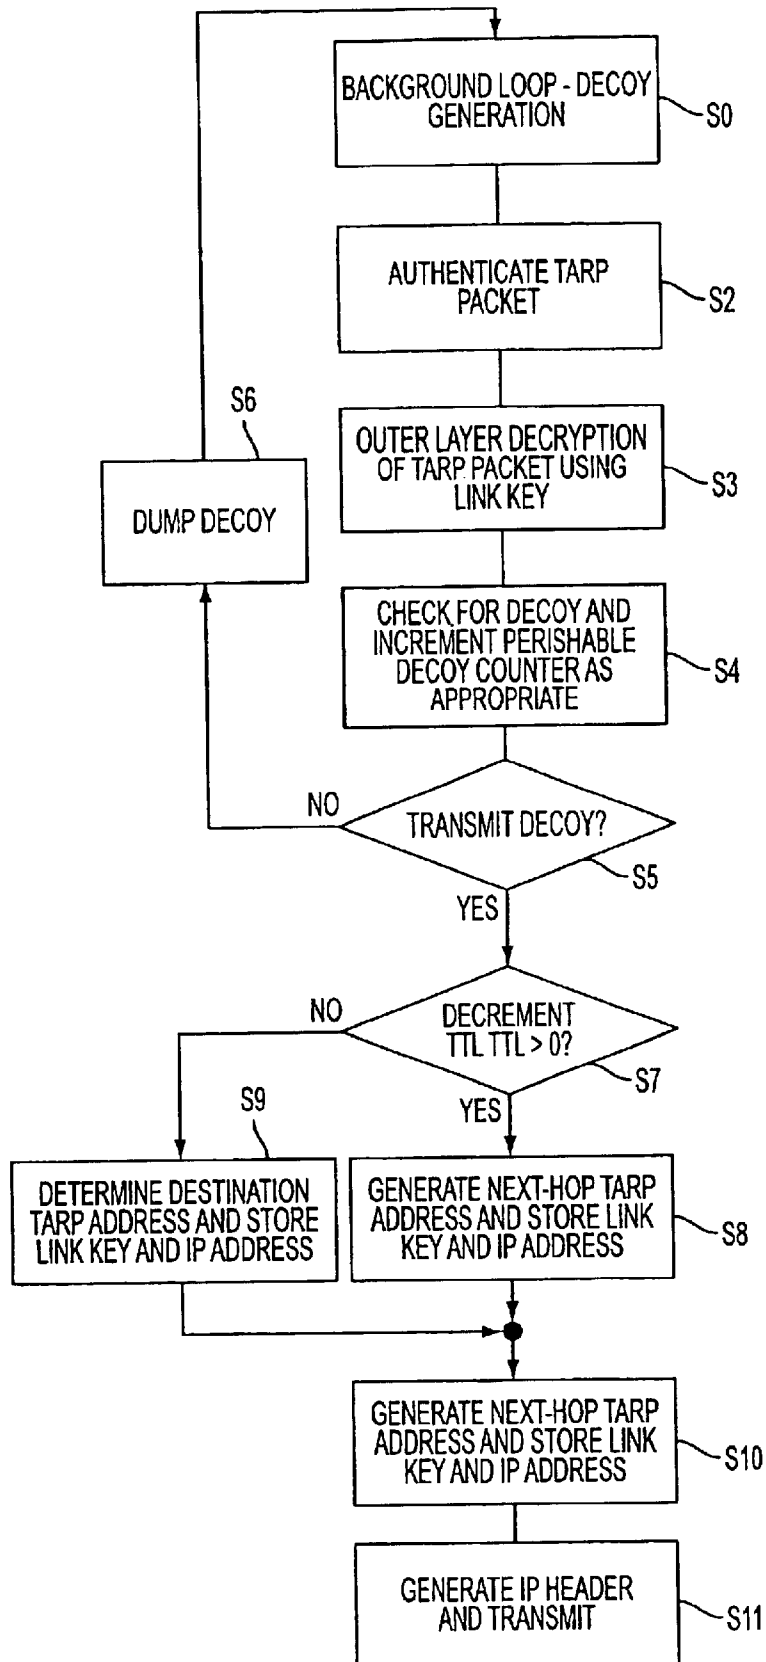 BACKGROUND LOOP - DECOY
GENERATION
S0
AUTHENTICATE TARP
PACKET
S2
OUTER LAYER DECRYPTION
OF TARP PACKET USING
LINK KEY
S3
S6
DUMP DECOY
CHECK FOR DECOY AND
INCREMENT PERISHABLE
DECOY COUNTER AS
APPROPRIATE
S4
NO
TRANSMIT DECOY?
S5
YES
NO
DECREMENT
TTL TTL > 0?
S7
YES
S9
DETERMINE DESTINATION
TARP ADDRESS AND STORE
LINK KEY AND IP ADDRESS
GENERATE NEXT-HOP TARP
ADDRESS AND STORE LINK
KEY AND IP ADDRESS
S8
GENERATE NEXT-HOP TARP
ADDRESS AND STORE LINK
KEY AND IP ADDRESS
S10
GENERATE IP HEADER
AND TRANSMIT
S11